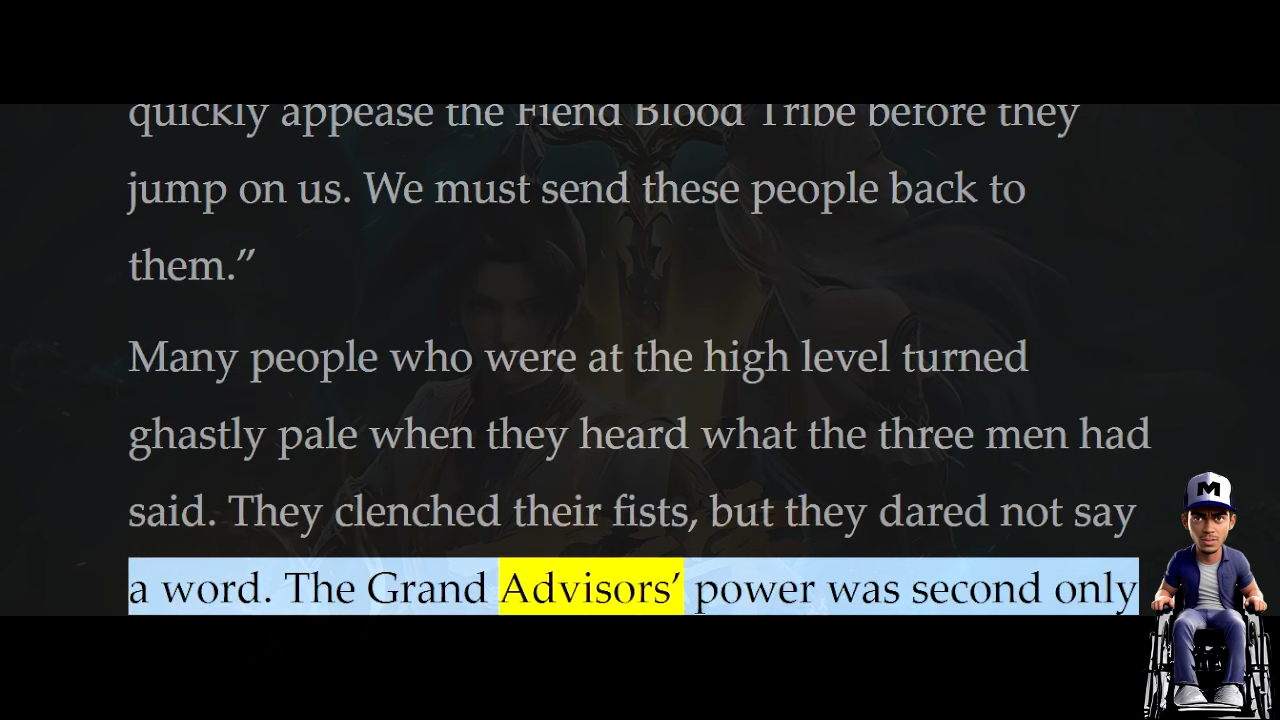 quickly appease the Fiend Blood Tribe before they
jump on us. We must send these people back to
them.”
Many people who were at the high level turned
ghastly pale when they heard what the three men had
said. They clenched their fists, but they dared not say
a word. The Grand Advisors’ power was second only
M